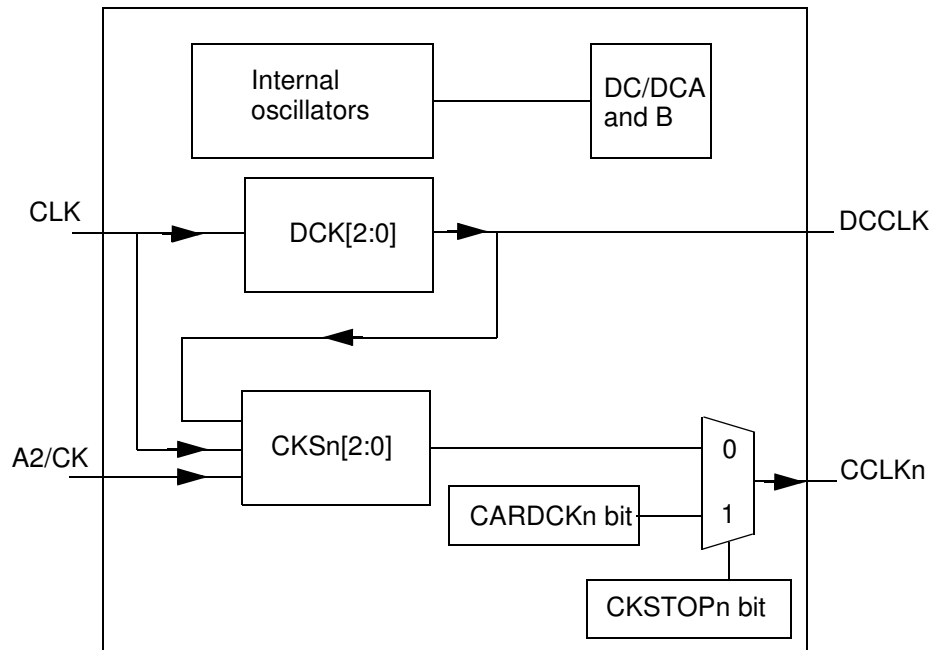 Internal
oscillators
DC/DCA
and B
CLK
DCK[2:0]
DCCLK
A2/CK
CKSn[2:0]
0
CCLKn
CARDCKn bit
1
CKSTOPn bit